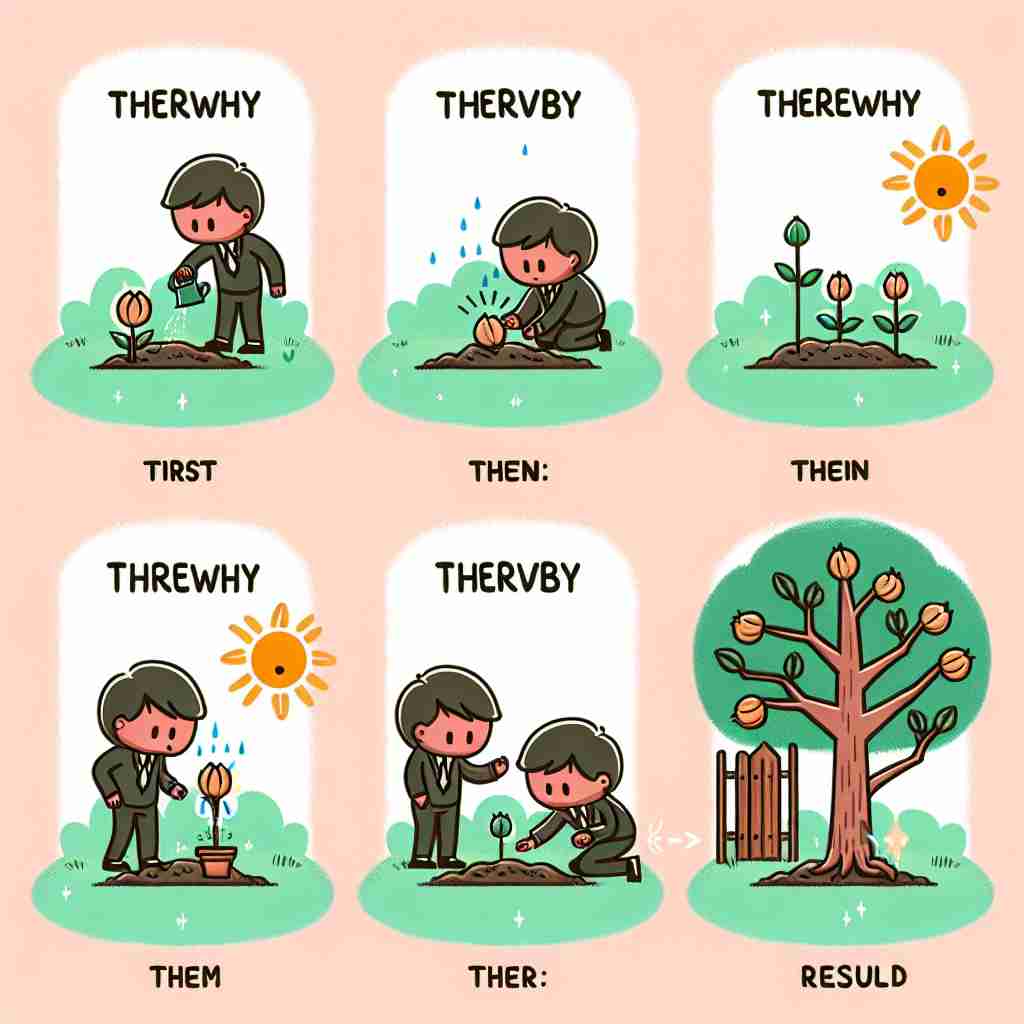 THERWHY
THERVBY
THEREWHY
TIRST
THEN:
THEIN
THREWHY
THERVBY
THEM
THER:
RESULD